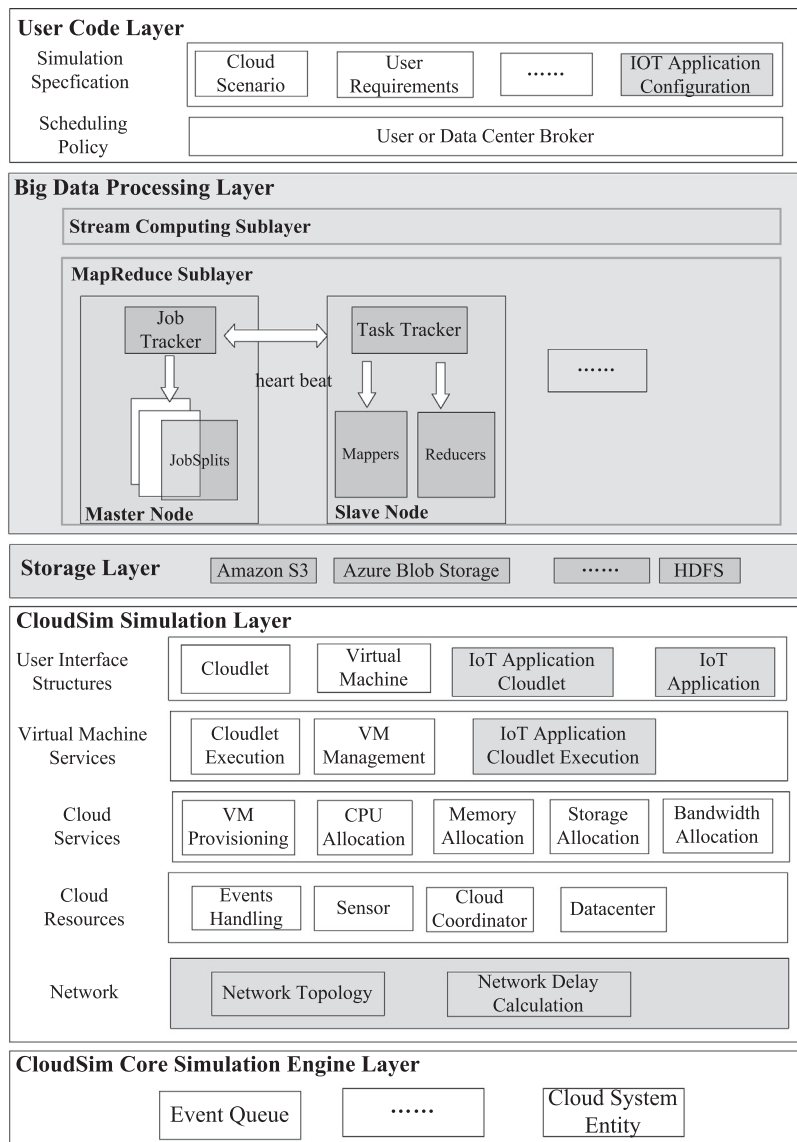 User Code Layer
Simulation
Specfication
Cloud
Scenario
User
Requirements
......
IOT Application
Configuration
Scheduling
Policy
User or Data Center Broker
Big Data Processing Layer
Stream Computing Sublayer
MapReduce Sublayer
Job
Tracker
Task Tracker
heart beat
......
JobSplits
Mappers
Reducers
Master Node
Slave Node
Storage Layer
Amazon S3
Azure Blob Storage
......
HDFS
CloudSim Simulation Layer
User Interface
Structures
Cloudlet
Virtual
Machine
IoT Application
Cloudlet
IoT
Application
Virtual Machine
Services
Cloudlet
Execution
VM
Management
IoT Application
Cloudlet Execution
Cloud
Services
VM
Provisioning
CPU
Allocation
Memory
Allocation
Storage
Allocation
Bandwidth
Allocation
Cloud
Resources
Events
Handling
Sensor
Cloud
Coordinator
Datacenter
Network
Network Topology
Network Delay
Calculation
CloudSim Core Simulation Engine Layer
Event Queue
......
Cloud System
Entity